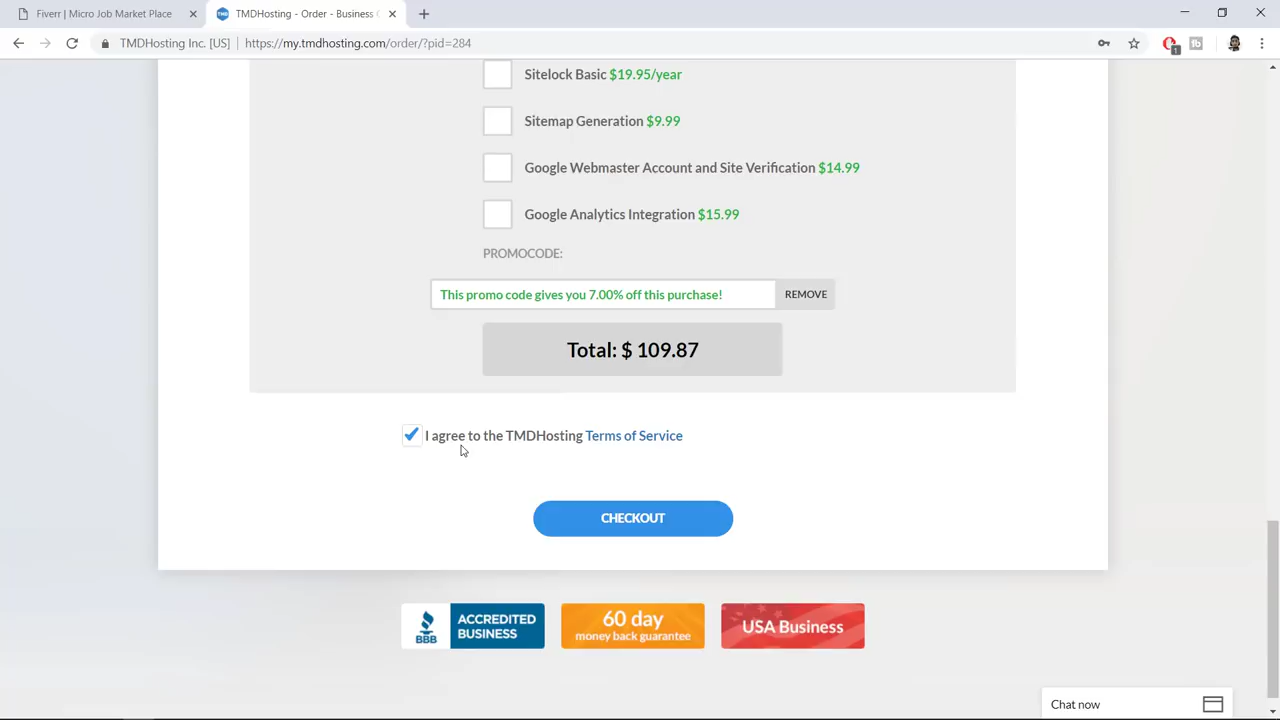 Fiverr | Micro Job Market Place
TMDHosting - Order - Business C
TMDHosting Inc. [US]
https://my.tmdhosting.com/order/?pid=284
1
fb
Sitelock Basic $19.95/year
Sitemap Generation $9.99
Google Webmaster Account and Site Verification $14.99
Google Analytics Integration $15.99
PROMOCODE:
This promo code gives you 7.00% off this purchase!
REMOVE
Total: $ 109.87
I agree to the TMDHosting Terms of Service
CHECKOUT
BBB
ACCREDITED
BUSINESS
60 day
money back guarantee
USA Business
Chat now